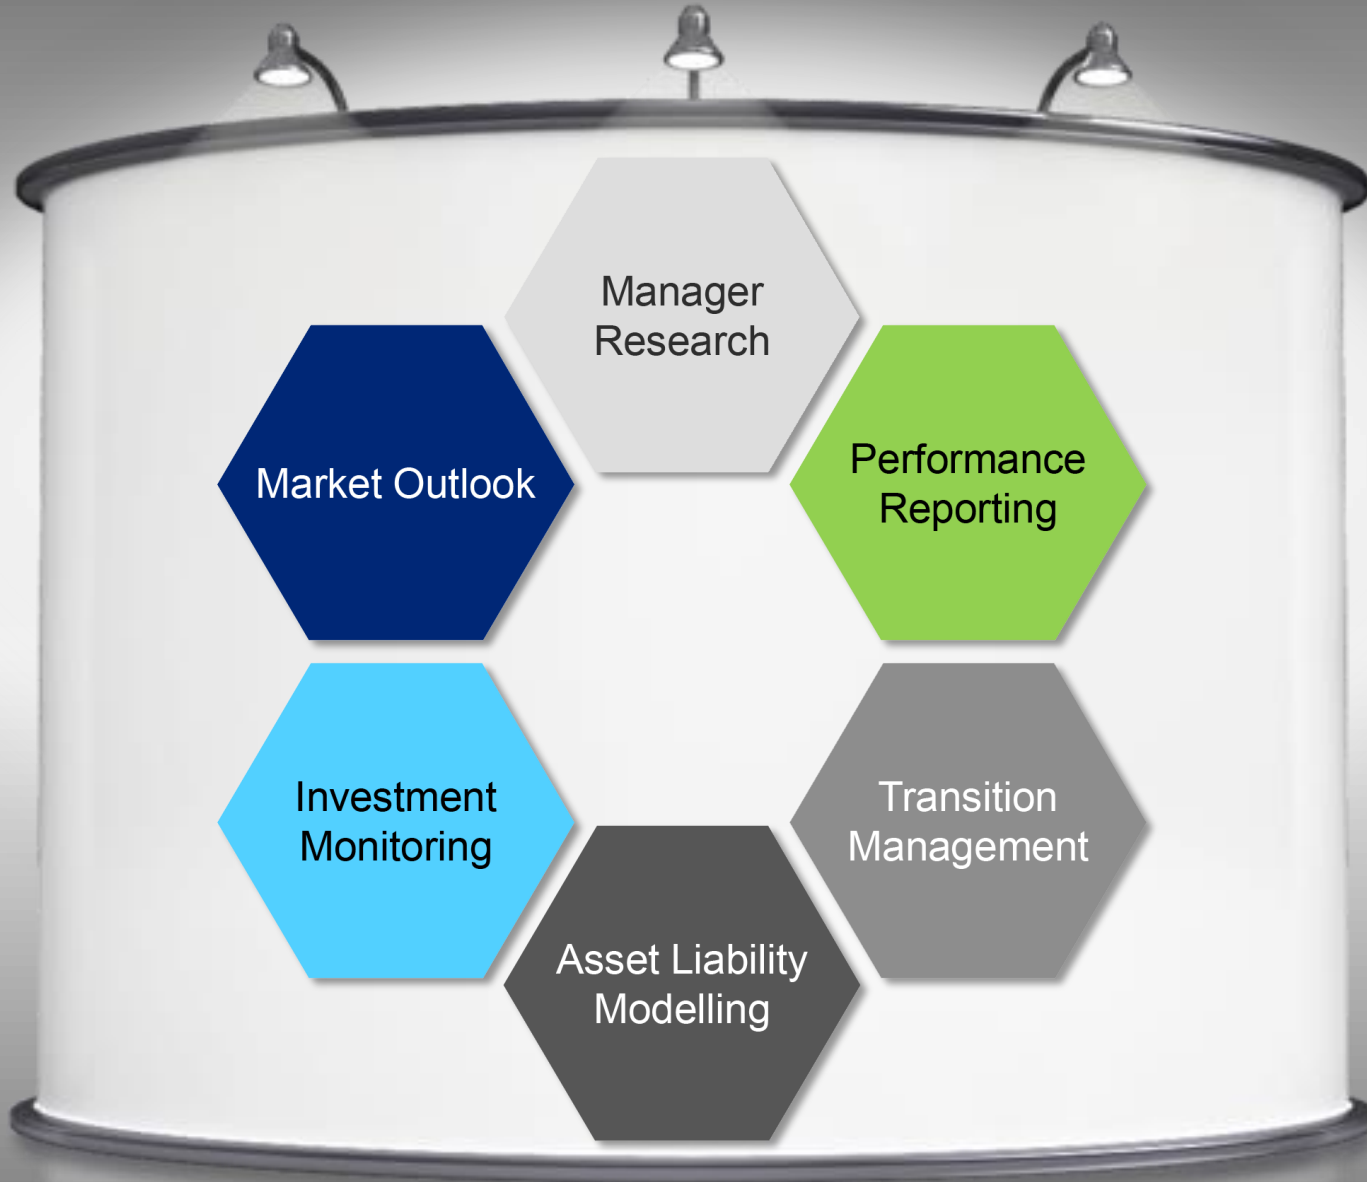 Manager
Research
Market Outlook
Performance
Reporting
Investment
Monitoring
Transition
Management
Asset Liability
Modelling